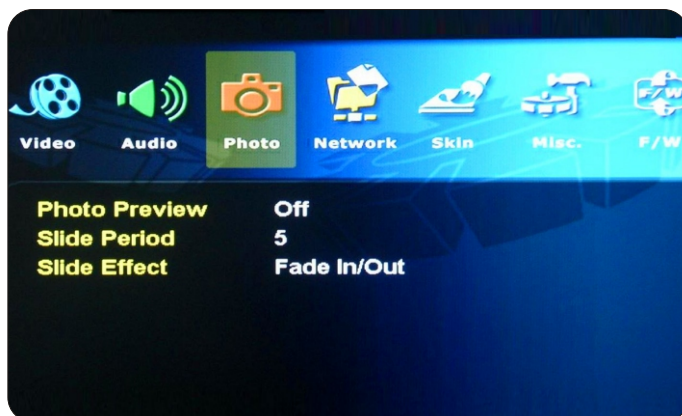 Video Audio Photo Network Skin Misc. F/W
F/W
Photo Preview Off
Slide Period 5
Slide Effect Fade In/Out